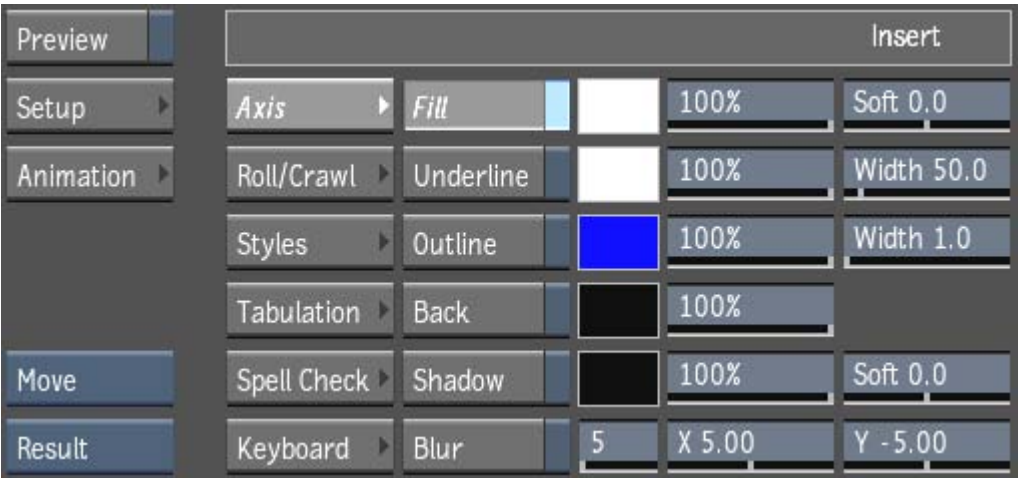 Preview Insert
Setup Axis Fill 100% Soft 0.0
Animation Roll/Crawl Underline 100% Width 50.0
Styles Outline 100% Width 1.0
Tabulation Back 100%
Move Spell Check Shadow 100% Soft 0.0
Result Keyboard Blur 5 X 5.00 Y -5.00